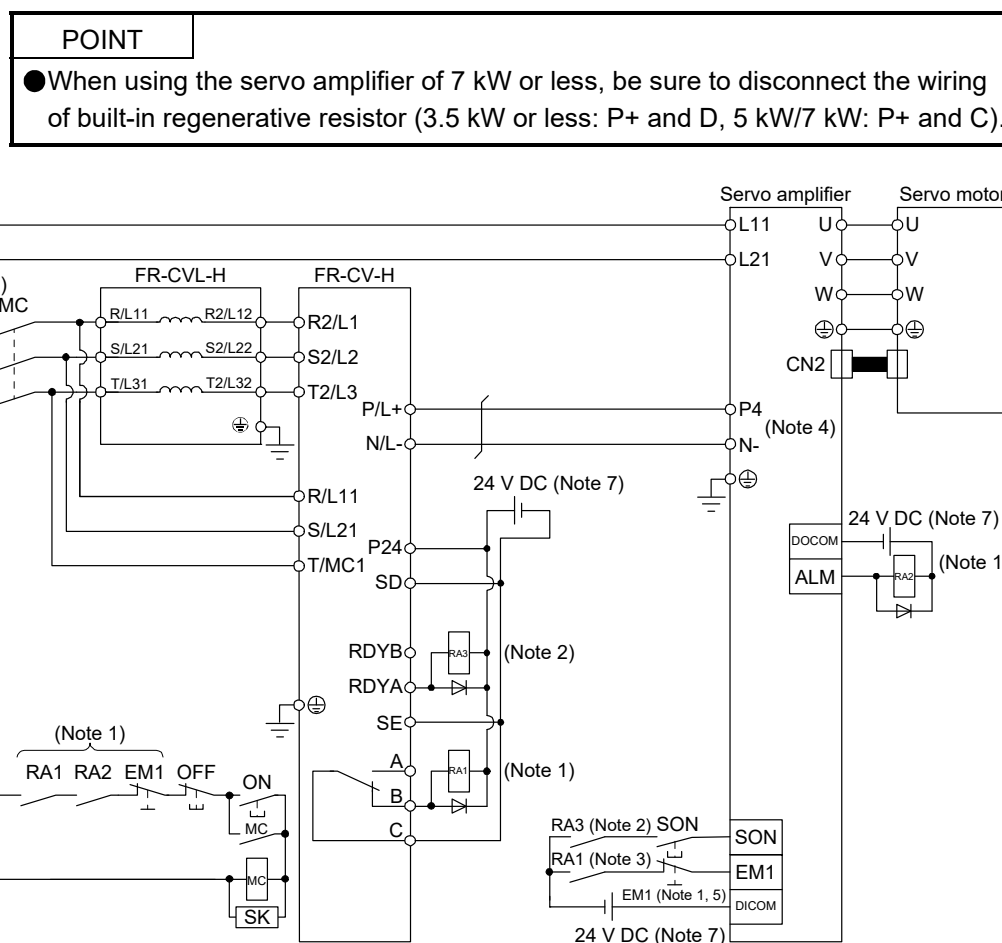 POINT
●When using the servo amplifier of 7 kW or less, be sure to disconnect the wiring
of built-in regenerative resistor (3.5 kW or less: P+ and D, 5 kW/7 kW: P+ and C).
Servo amplifier Servo motor
L11 U U
L21 V V
W W
CN2
)
MC
FR-CVL-H FR-CV-H
R/L11 R2/L12 R2/L1
S/L21 S2/L22 S2/L2
T/L31 T2/L32 T2/L3
P/L+ P4
(Note 4)
N/L- N-
24 V DC (Note 7)
R/L11
S/L21
P24
T/MC1
SD
24 V DC (Note 7)
DOCOM
(Note 1
ALM RA2
RDYB RA3 (Note 2)
RDYA
SE
(Note 1)
RA1 RA2 EM1 OFF ON
MC
MC
SK
A RA1 (Note 1)
B
C
RA3 (Note 2) SON SON
RA1 (Note 3) EM1
EM1 (Note 1, 5) DICOM
24 V DC (Note 7)